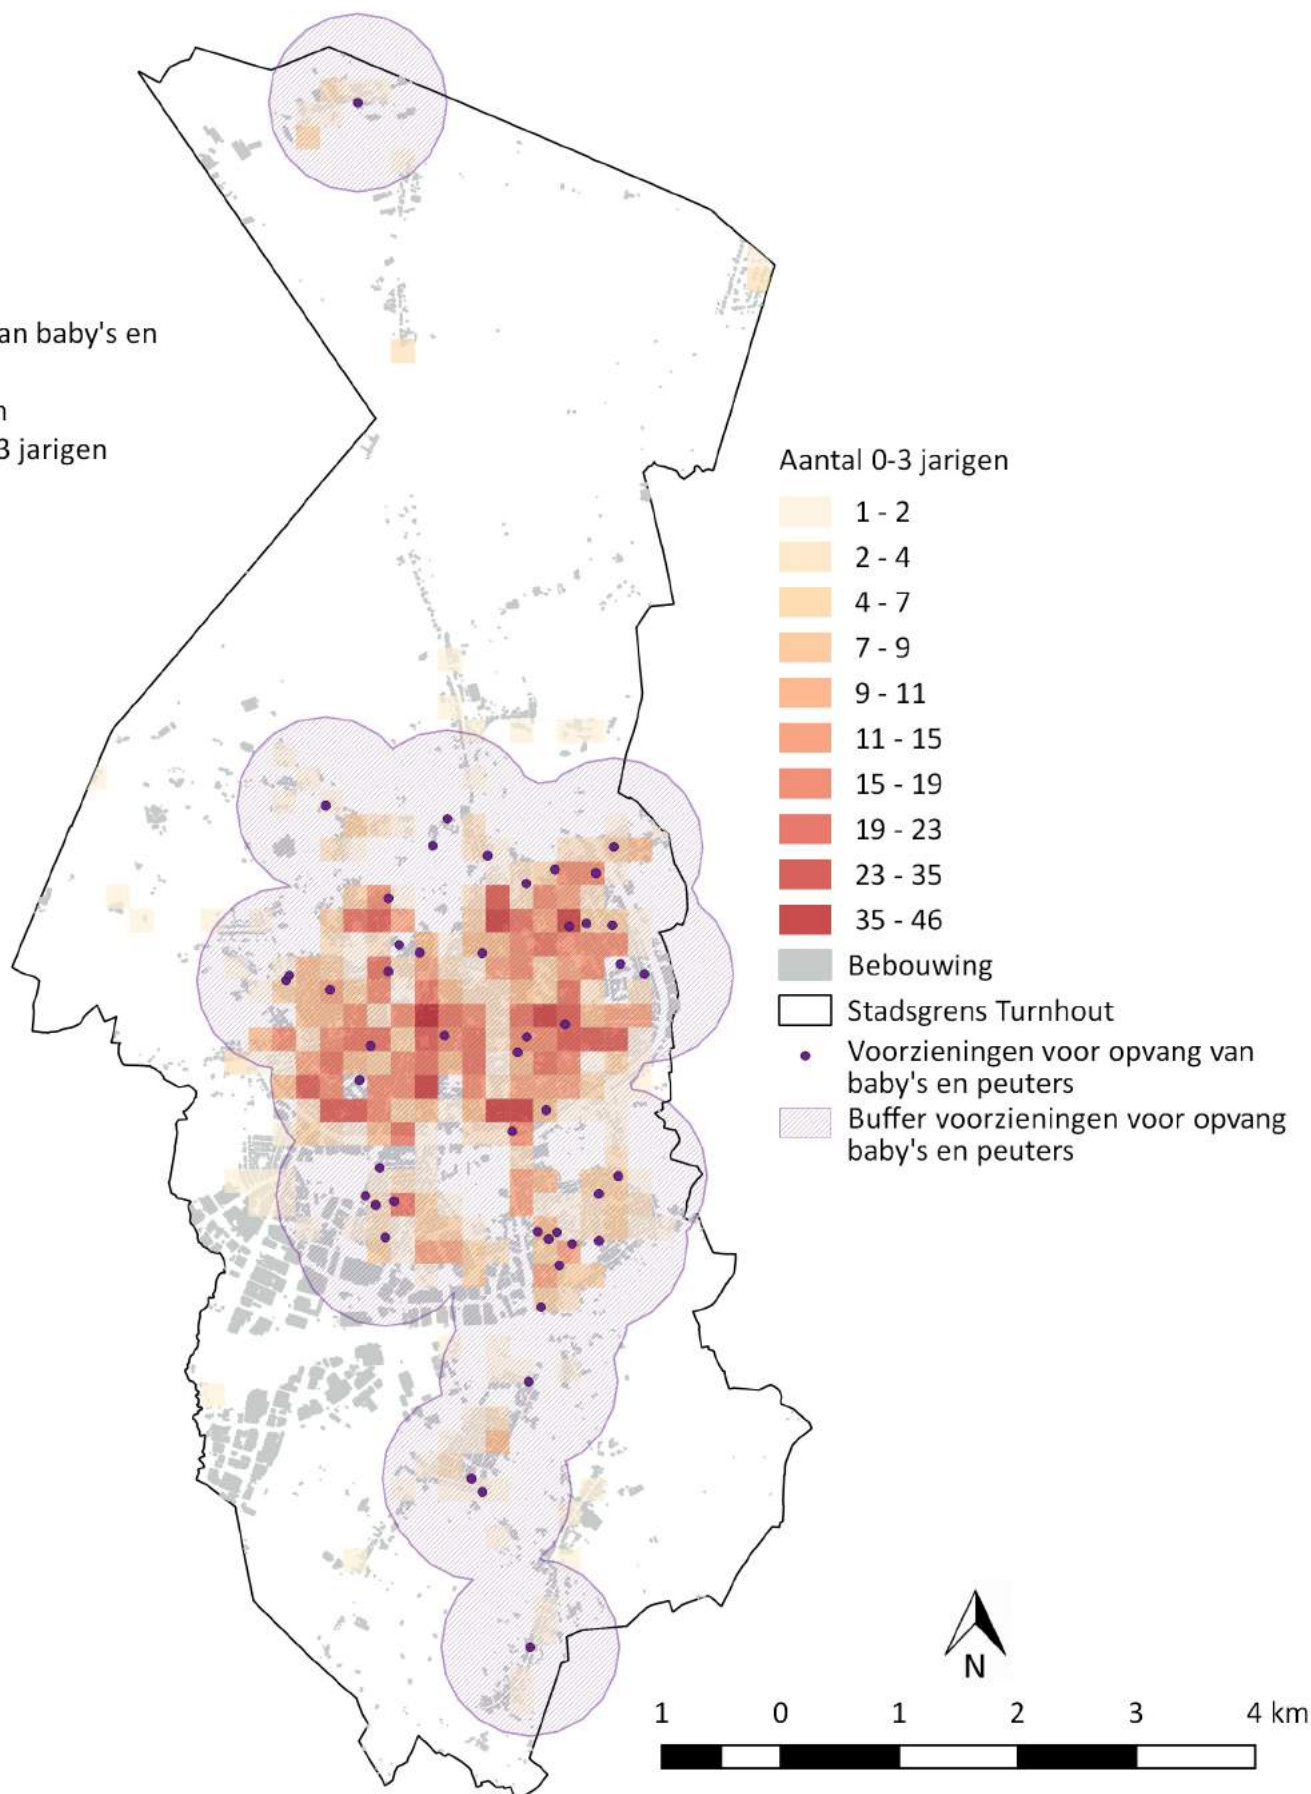 an baby's en
3 jarigen
Aantal 0-3 jarigen
1 - 2
2 - 4
4 - 7
7 - 9
9 - 11
11 - 15
15 - 19
19 - 23
23 - 35
35 - 46
Bebouwing
Stadsgrens Turnhout
Voorzieningen voor opvang van
baby's en peuters
Buffer voorzieningen voor opvang
baby's en peuters
N
1 0 1 2 3 4 km